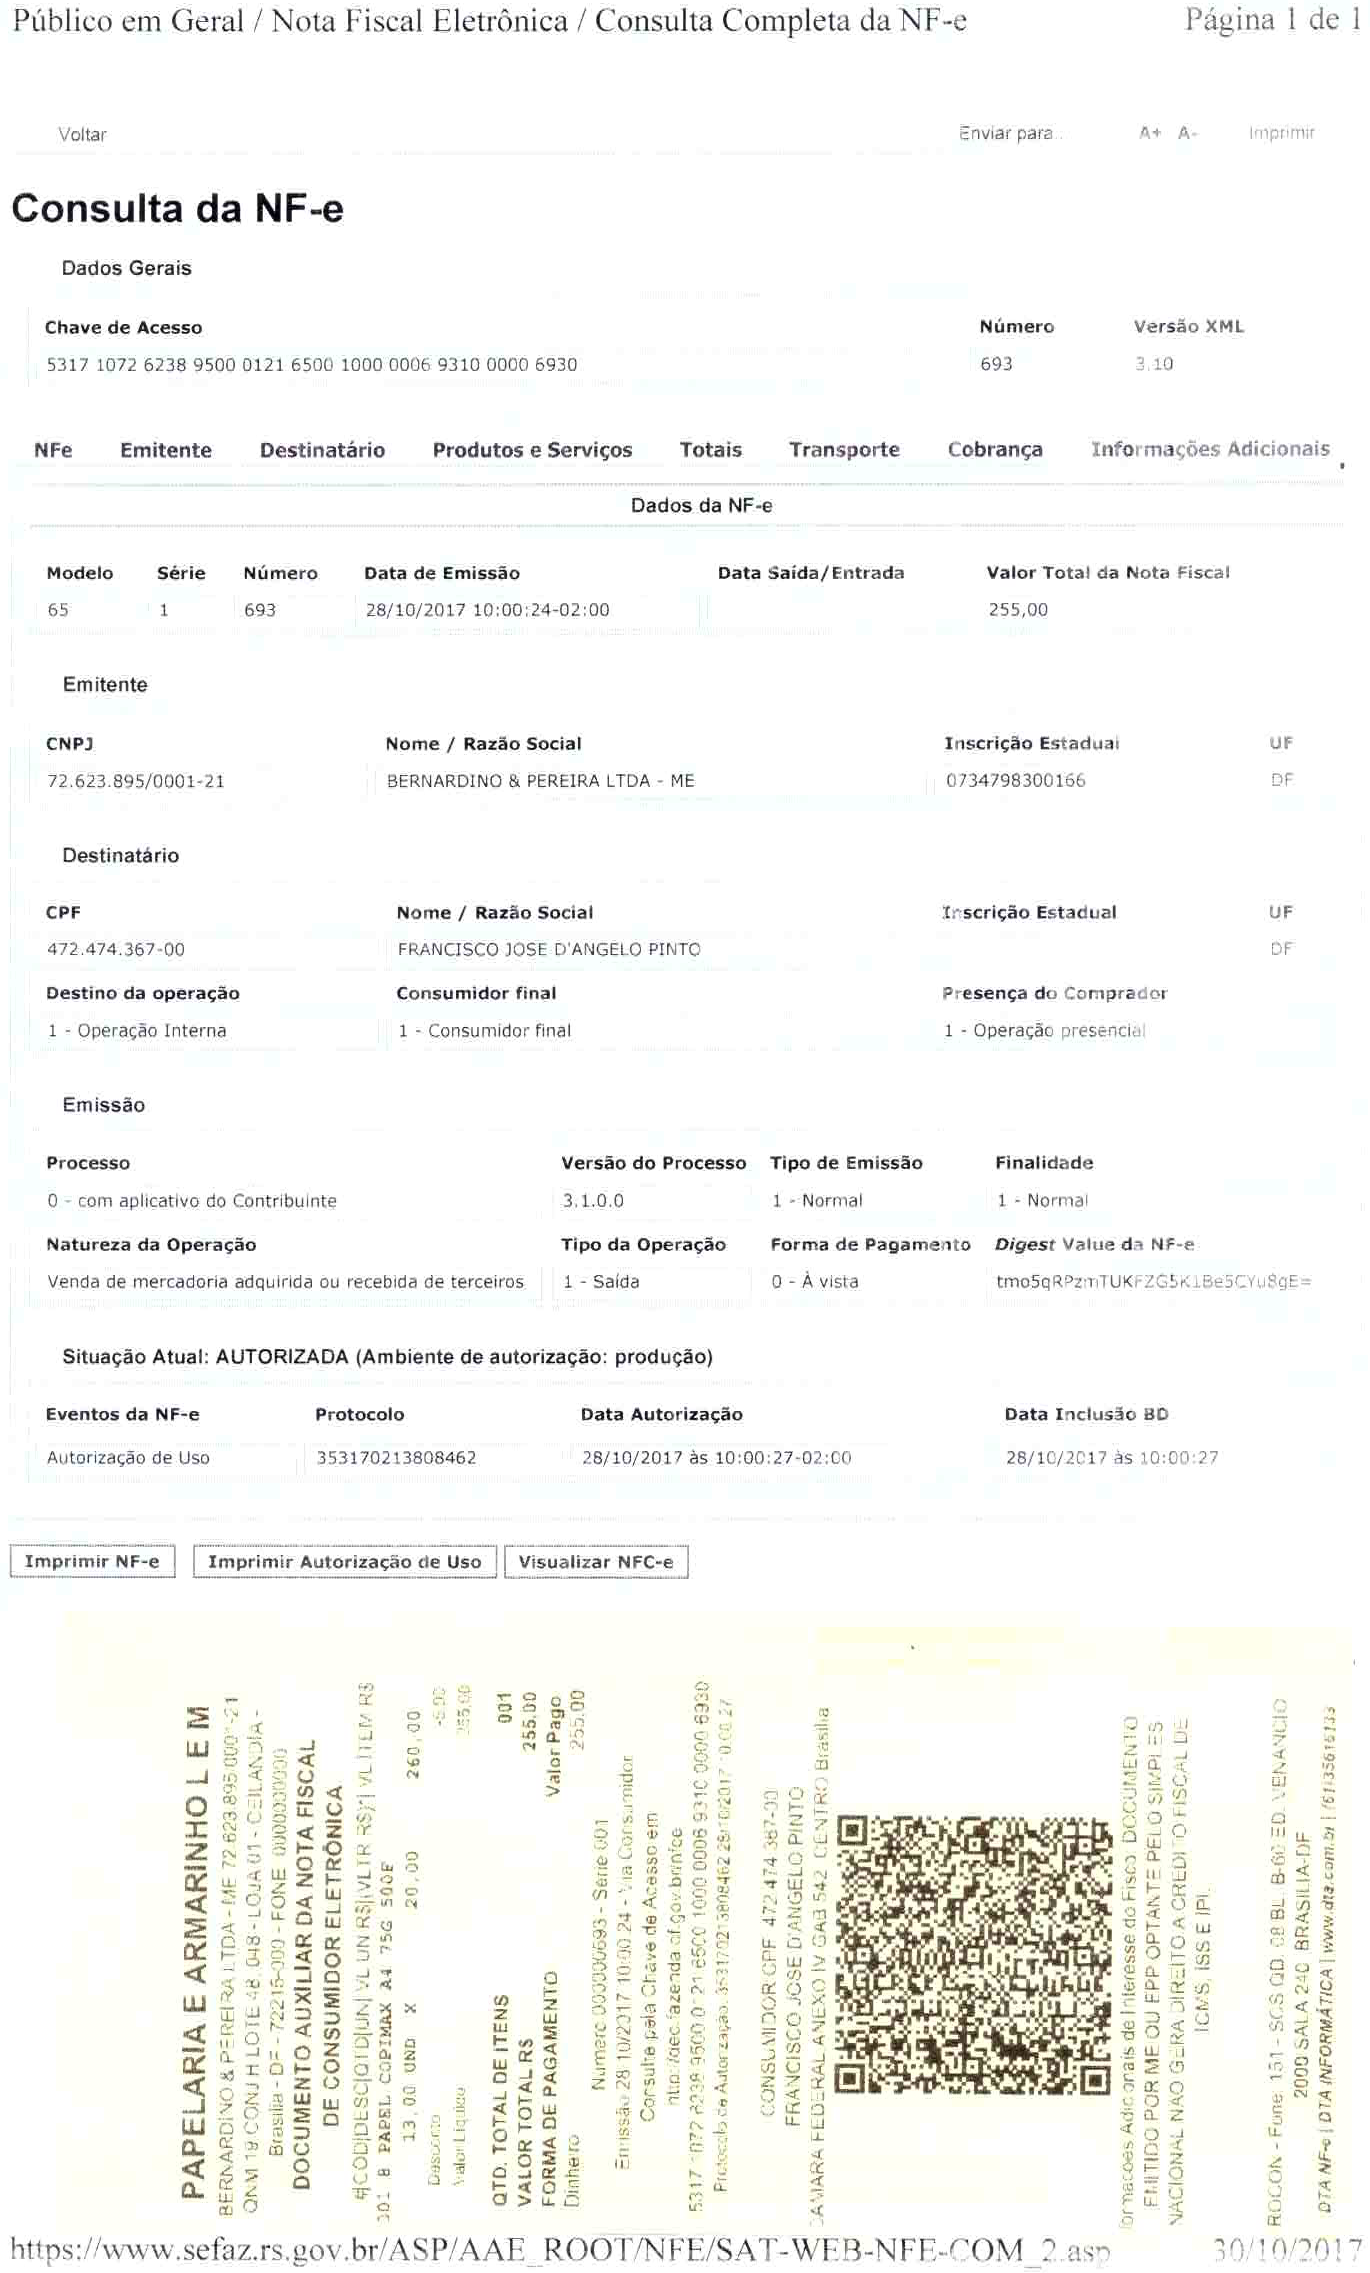 Público em Geral / Nota Fiscal Eletrônica / Consulta Completa da NF-e Página 1 de 1
Voltar Enviar para... A+ A- Imprimir
Consulta da NF-e
Dados Gerais
Chave de Acesso Número Versão XML
5317 1072 6238 9500 0121 6500 1000 0006 9310 0000 6930 693 3.10
NFe Emitente Destinatário Produtos e Serviços Totais Transporte Cobrança Informações Adicionais
Dados da NF-e
Modelo Série Número Data de Emissão Data Saída/Entrada Valor Total da Nota Fiscal
65 1 693 28/10/2017 10:00:24-02:00 255,00
Emitente
CNPJ Nome / Razão Social Inscrição Estadual UF
72.623.895/0001-21 BERNARDINO & PEREIRA LTDA - ME 0734798300166 DF
Destinatário
CPF Nome / Razão Social Inscrição Estadual UF
472.474.367-00 FRANCISCO JOSE D'ANGELO PINTO DF
Destino da operação Consumidor final Presença do Comprador
1 - Operação Interna 1 - Consumidor final 1 - Operação presencial
Emissão
Processo Versão do Processo Tipo de Emissão Finalidade
0 - com aplicativo do Contribuinte 3.1.0.0 1 - Normal 1 - Normal
Natureza da Operação Tipo da Operação Forma de Pagamento Digest Value da NF-e
Venda de mercadoria adquirida ou recebida de terceiros 1 - Saída 0 - À vista tmo5qRPzmTUKFZG5K1Be5CYu8gE=
Situação Atual: AUTORIZADA (Ambiente de autorização: produção)
Eventos da NF-e Protocolo Data Autorização Data Inclusão BD
Autorização de Uso 353170213808462 28/10/2017 às 10:00:27-02:00 28/10/2017 às 10:00:27
Imprimir NF-e Imprimir Autorização de Uso Visualizar NFC-e
PAPELARIA E ARMARINHO L E M
BERNARDINO & PEREIRA LTDA - ME 72.623.895/0001-21
QNM 18 CONJ H LOTE 48, 048 - LOJA 01 - CEILANDIA -
Brasilia - DF - 72215-000 - FONE: 0000000000
DOCUMENTO AUXILIAR DA NOTA FISCAL
DE CONSUMIDOR ELETRÔNICA
#|COD|DESC|QTD|UN|VL UN R$|VLTR R$|VL ITEM R$
001 8 PAPEL COPIMAX A4 75G 500F
13,00 UND X 20,00 260,00
Desconto -5,00
Valor Liquido 255,00
QTD. TOTAL DE ITENS 001
VALOR TOTAL R$ 255,00
FORMA DE PAGAMENTO Valor Pago
Dinheiro 255,00
Numero 000000693 - Serie 001
Emissão 28/10/2017 10:00:24 - Via Consumidor
Consulte pela Chave de Acesso em
http://dec.fazenda.df.gov.br/nfce
5317 1072 6238 9500 0121 6500 1000 0006 9310 0000 6930
Protocolo de Autorização: 353170213808462 28/10/2017 10:00:27
CONSUMIDOR CPF: 472.474.367-00
FRANCISCO JOSE D'ANGELO PINTO
CAMARA FEDERAL ANEXO IV GAB 542, CENTRO Brasilia
formacoes Adicionais de Interesse do Fisco: DOCUMENTO
EMITIDO POR ME OU EPP OPTANTE PELO SIMPLES
NACIONAL NAO GERA DIREITO A CREDITO FISCAL DE
ICMS, ISS E IPI.
ROCON - Fone: 151 - SCS QD. 08 BL. B-60 ED. VENANCIO
2000 SALA 240 BRASILIA-DF
DTA NF-e | DTA INFORMÁTICA | www.dta.com.br | (61)35616133
https://www.sefaz.rs.gov.br/ASP/AAE_ROOT/NFE/SAT-WEB-NFE-COM_2.asp 30/10/2017